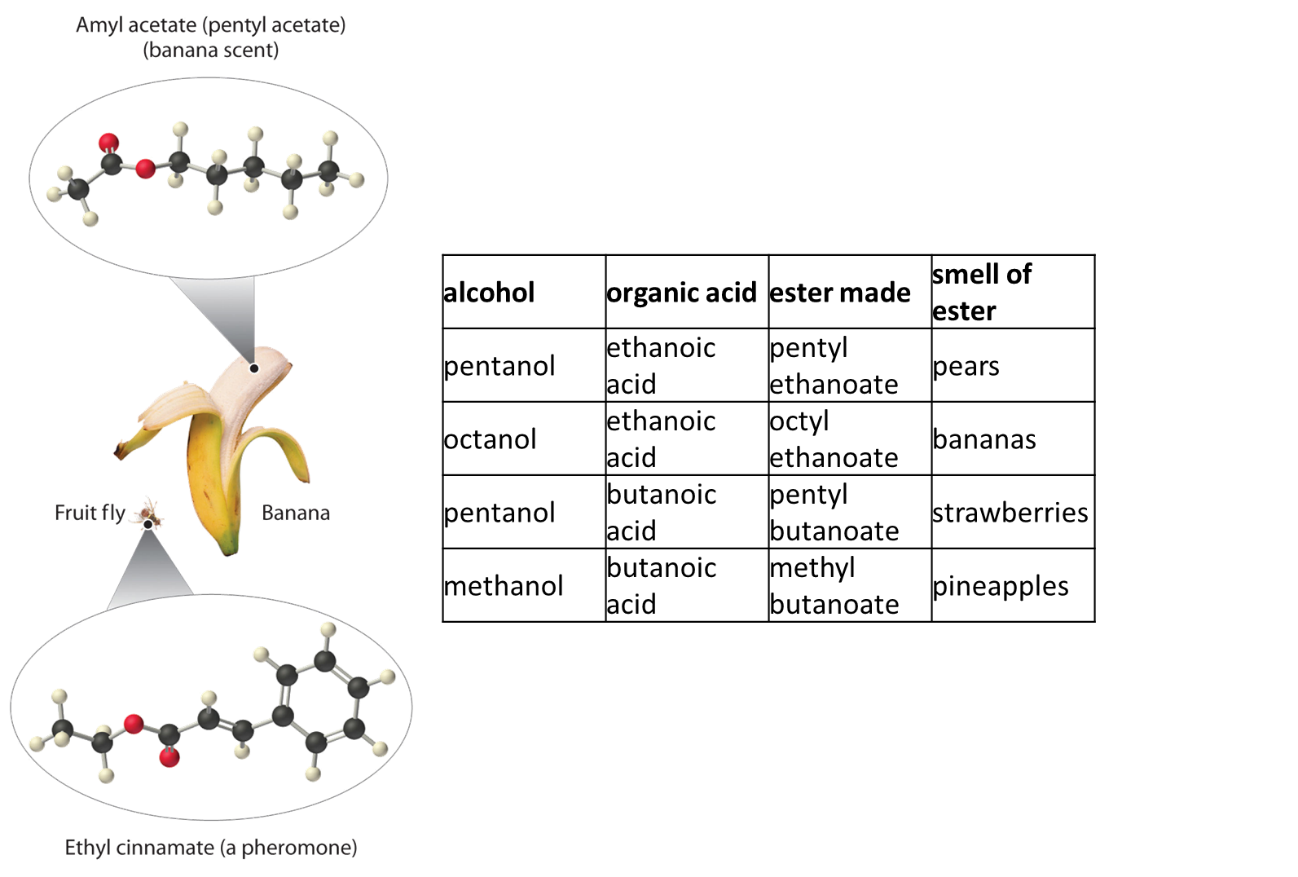 Amyl acetate (pentyl acetate)
(banana scent)
Fruit fly
Banana
Ethyl cinnamate (a pheromone)
alcohol
organic acid
ester made
smell of
ester
pentanol
ethanoic
acid
pentyl
ethanoate
pears
octanol
ethanoic
acid
octyl
ethanoate
bananas
pentanol
butanoic
acid
pentyl
butanoate
strawberries
methanol
butanoic
acid
methyl
butanoate
pineapples